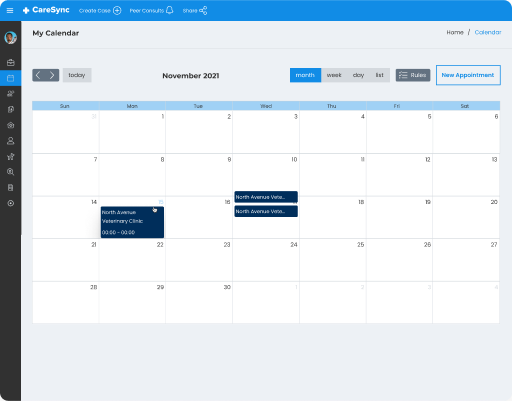 CareSync
Create Case
Peer Consults
Share
My Calendar
Home / Calendar
today
November 2021
month week day list
Rules
New Appointment
Sun Mon Tue Wed Thu Fri Sat
31 1 2 3 4 5 6
7 8 9 10 11 12 13
14 15 16 18 19 20
North Avenue Vete...
North Avenue Vete...
North Avenue
Veterinary Clinic
00:00 - 00:00
21 22 23 24 25 26 27
28 29 30 1 2 3 4